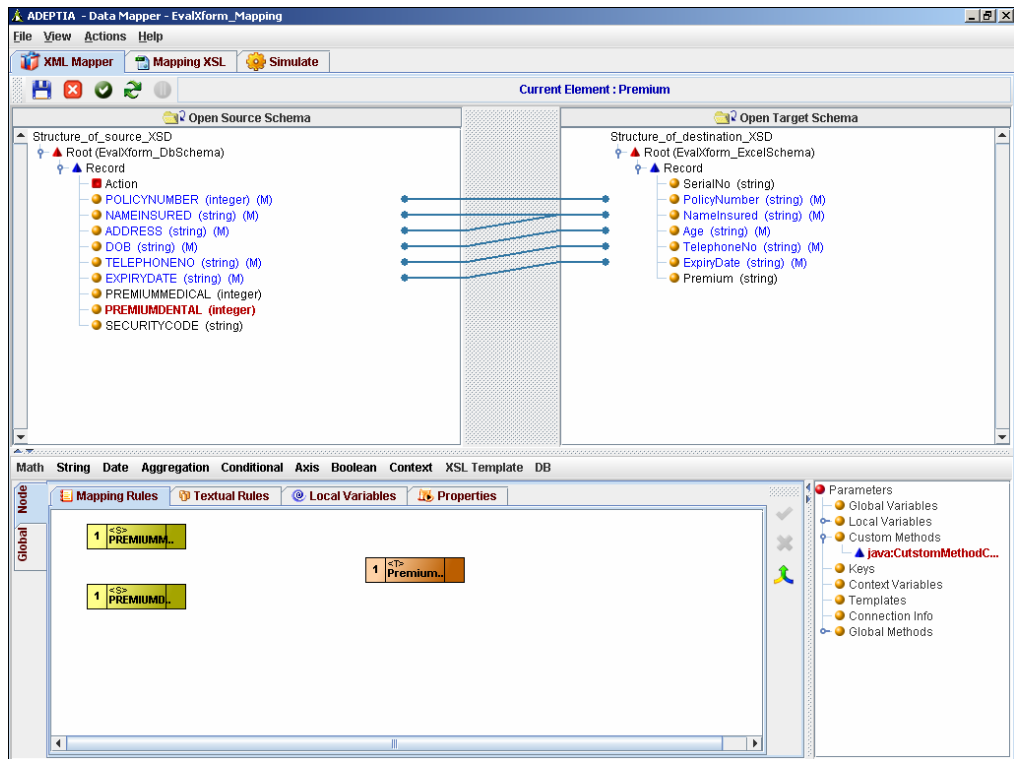 ADEPTIA - Data Mapper - EvalXform_Mapping
File View Actions Help
XML Mapper Mapping XSL Simulate
Current Element : Premium
Open Source Schema
Structure_of_source_XSD
Root (EvalXform_DbSchema)
Record
Action
POLICYNUMBER (integer) (M)
NAMEINSURED (string) (M)
ADDRESS (string) (M)
DOB (string) (M)
TELEPHONENO (string) (M)
EXPIRYDATE (string) (M)
PREMIUMMEDICAL (integer)
PREMIUMDENTAL (integer)
SECURITYCODE (string)
Open Target Schema
Structure_of_destination_XSD
Root (EvalXform_ExcelSchema)
Record
SerialNo (string)
PolicyNumber (string) (M)
NameInsured (string) (M)
Age (string) (M)
TelephoneNo (string) (M)
ExpiryDate (string) (M)
Premium (string)
Math String Date Aggregation Conditional Axis Boolean Context XSL Template DB
Node
Global
Mapping Rules Textual Rules Local Variables Properties
1 <S> PREMIUMM..
1 <T> Premium..
1 <S> PREMIUMD..
Parameters
Global Variables
Local Variables
Custom Methods
java:CutstomMethodC...
Keys
Context Variables
Templates
Connection Info
Global Methods